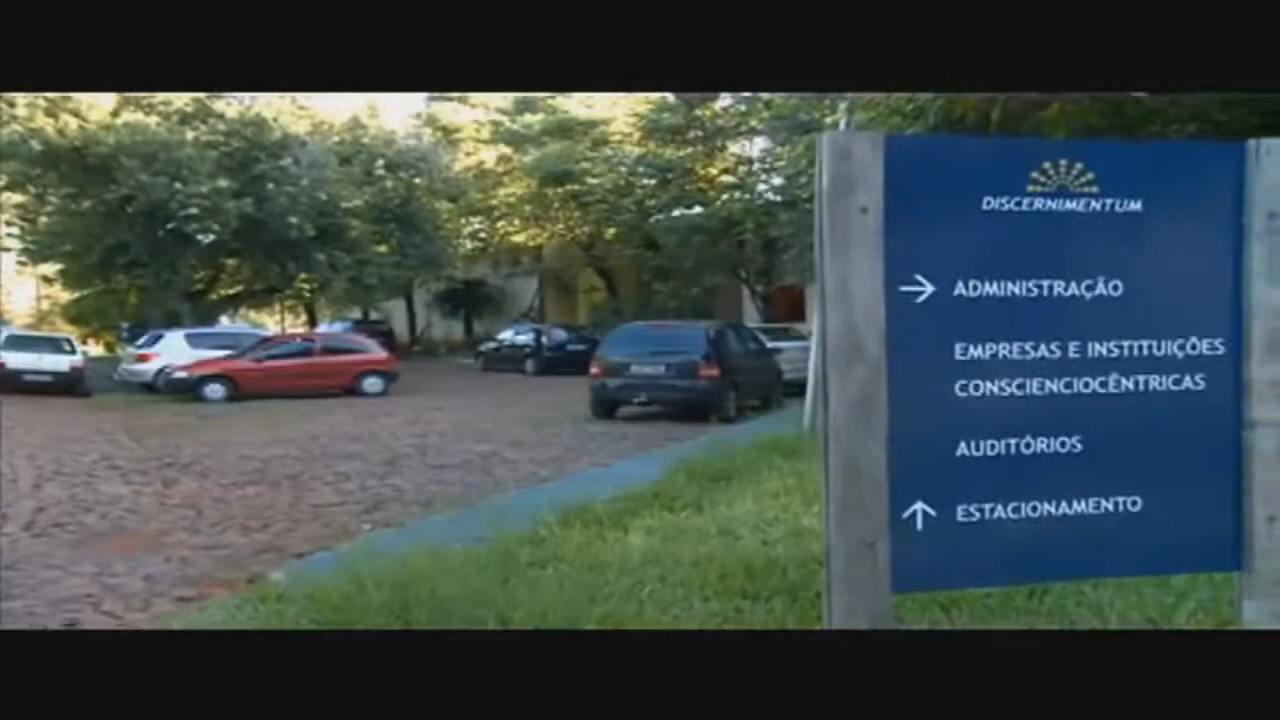 DISCERNIMENTUM
→ ADMINISTRAÇÃO
EMPRESAS E INSTITUIÇÕES
CONSCIENCIOCÊNTRICAS
AUDITÓRIOS
↑ ESTACIONAMENTO